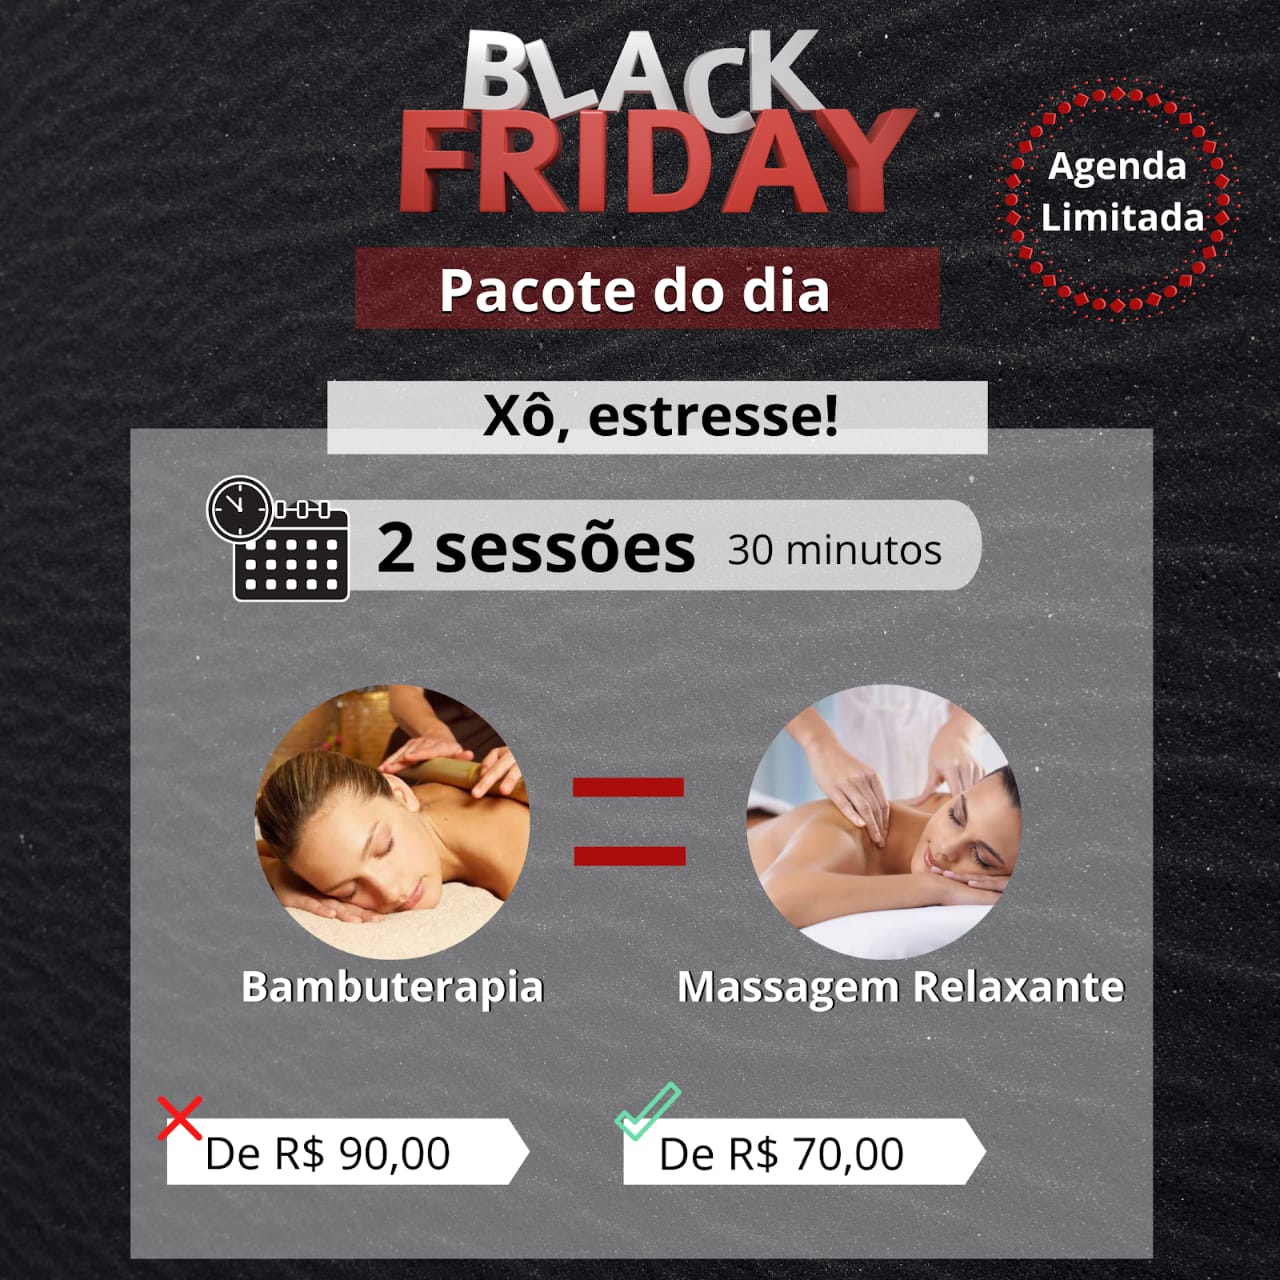 BLACK
FRIDAY
Agenda
Limitada
Pacote do dia
Xô, estresse!
2 sessões 30 minutos
Bambuterapia
Massagem Relaxante
De R$ 90,00
De R$ 70,00